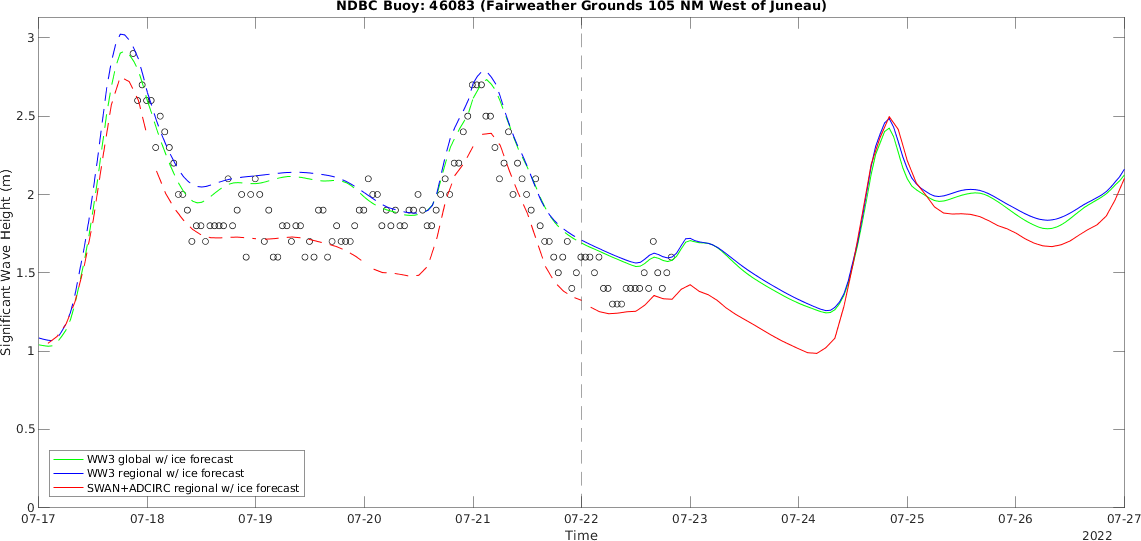 NDBC Buoy: 46083 (Fairweather Grounds 105 NM West of Juneau)
Significant Wave Height (m)
3
2.5
2
1.5
1
0.5
0
WW3 global w/ ice forecast
WW3 regional w/ ice forecast
SWAN+ADCIRC regional w/ ice forecast
07-17 07-18 07-19 07-20 07-21 07-22 07-23 07-24 07-25 07-26 07-27
Time
2022